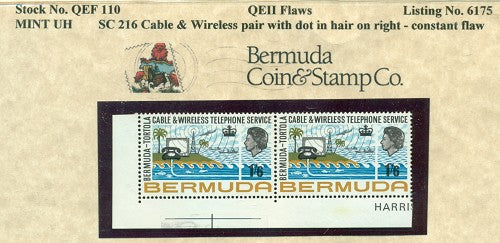 Stock No. QEF 110 QEII Flaws Listing No. 6175
MINT UH SC 216 Cable & Wireless pair with dot in hair on right - constant flaw
Bermuda
Coin & Stamp Co.
BERMUDA-TORTOLA
CABLE & WIRELESS TELEPHONE SERVICE
1/6
BERMUDA
BERMUDA-TORTOLA
CABLE & WIRELESS TELEPHONE SERVICE
1/6
BERMUDA
HARRIS